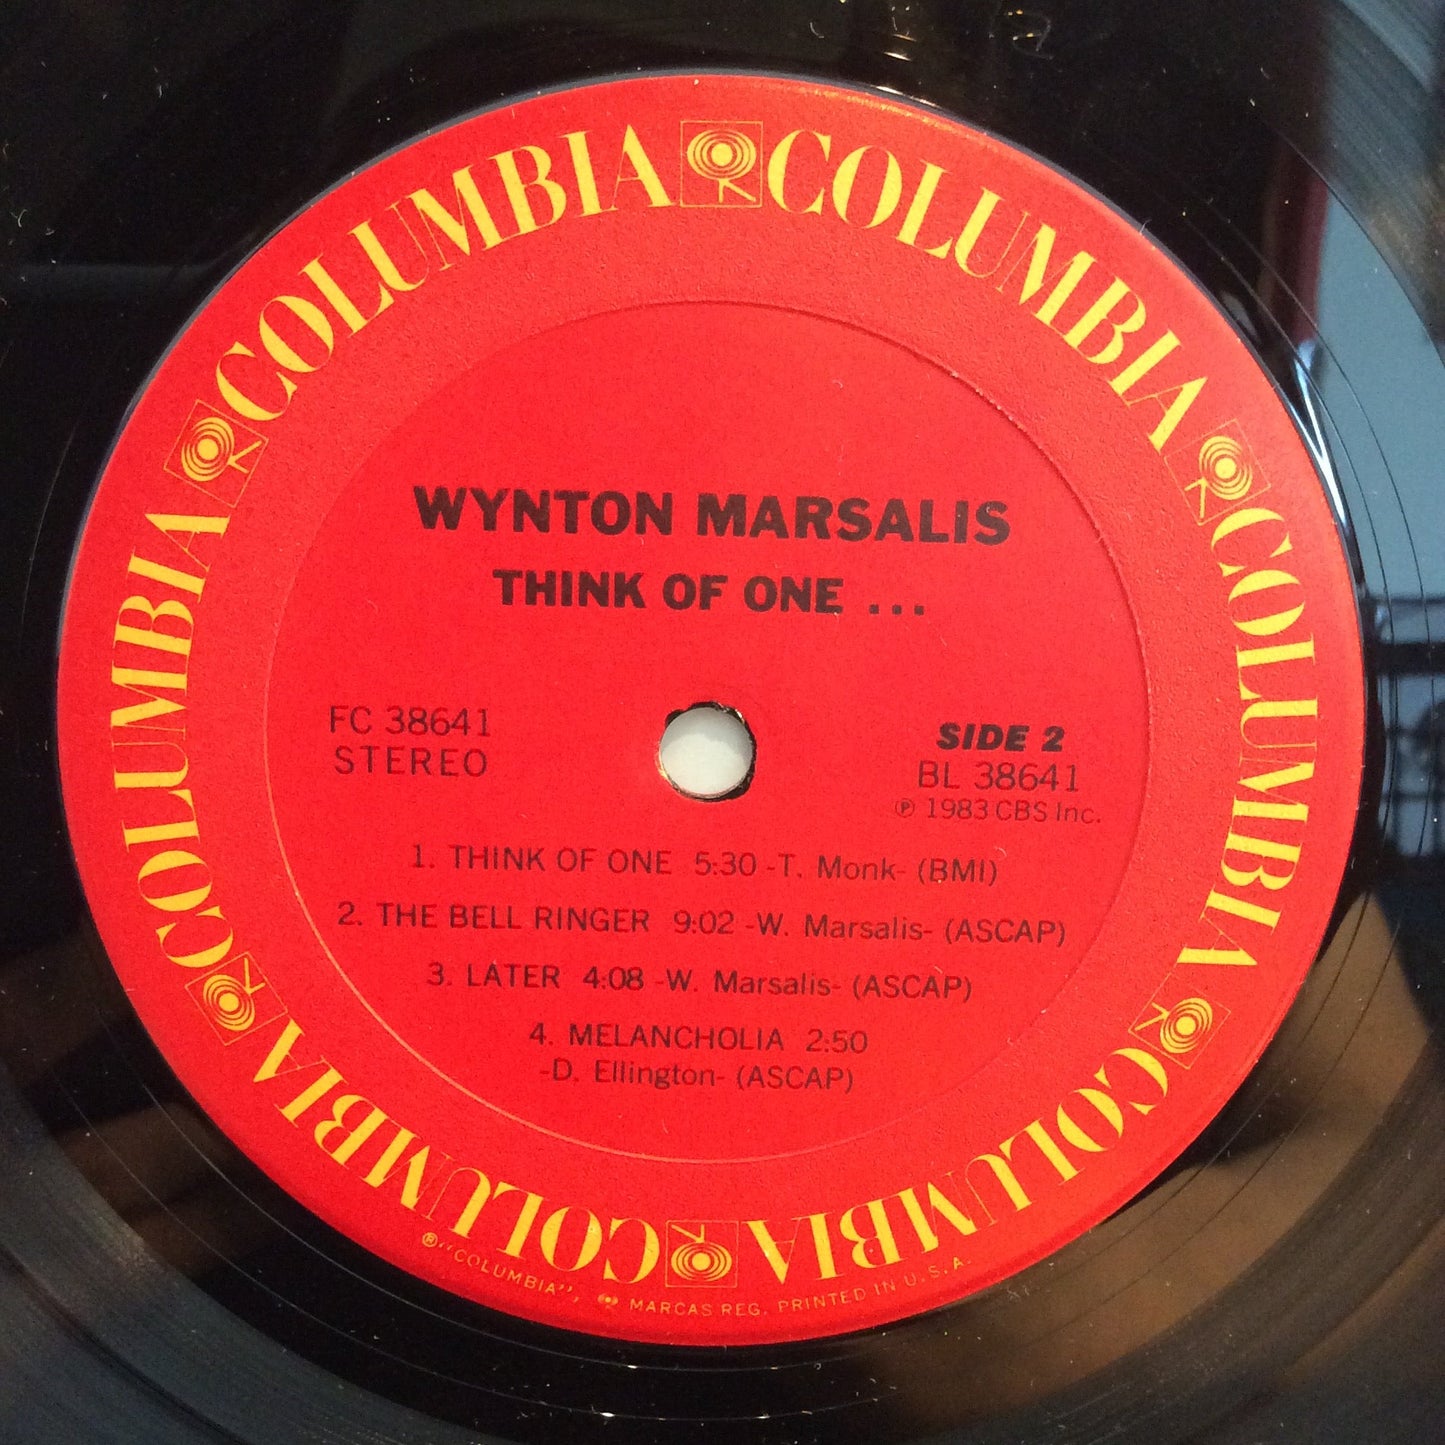 COLUMBIA COLUMBIA COLUMBIA COLUMBIA COLUMBIA COLUMBIA
WYNTON MARSALIS
THINK OF ONE ...
FC 38641
STEREO
SIDE 2
BL 38641
℗ 1983 CBS Inc.
1. THINK OF ONE 5:30 -T. Monk- (BMI)
2. THE BELL RINGER 9:02 -W. Marsalis- (ASCAP)
3. LATER 4:08 -W. Marsalis- (ASCAP)
4. MELANCHOLIA 2:50
-D. Ellington- (ASCAP)
®"COLUMBIA", MARCAS REG. PRINTED IN U.S.A.